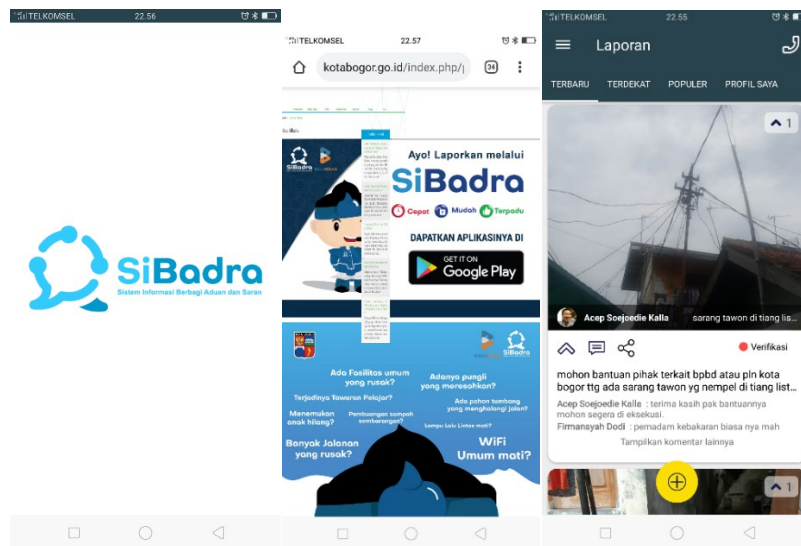 TELKOMSEL 22.56
SiBadra
Sistem Informasi Berbagi Aduan dan Saran
TELKOMSEL 22.57
kotabogor.go.id/index.php/
34
SiBadra
Ayo! Laporkan melalui
SiBadra
Cepat Mudah Terpadu
DAPATKAN APLIKASINYA DI
GET IT ON
Google Play
SiBadra
Ada Fasilitas umum
yang rusak?
Adanya pungli
yang meresahkan?
Terjadinya Tawuran Pelajar?
Ada pohon tumbang
yang menghalangi jalan?
Menemukan
anak hilang?
Pembuangan sampah
sembarangan?
Lampu Lalu Lintas mati?
Banyak Jalanan
yang rusak?
WiFi
Umum mati?
TELKOMSEL 22.55
Laporan
TERBARU TERDEKAT POPULER PROFIL SAYA
1
Acep Soejoedie Kalla sarang tawon di tiang lis...
Verifikasi
mohon bantuan pihak terkait bpbd atau pln kota
bogor ttg ada sarang tawon yg nempel di tiang list...
Acep Soejoedie Kalla : terima kasih pak bantuannya
mohon segera di eksekusi.
Firmansyah Dodi : pemadam kebakaran biasa nya mah
Tampilkan komentar lainnya
1